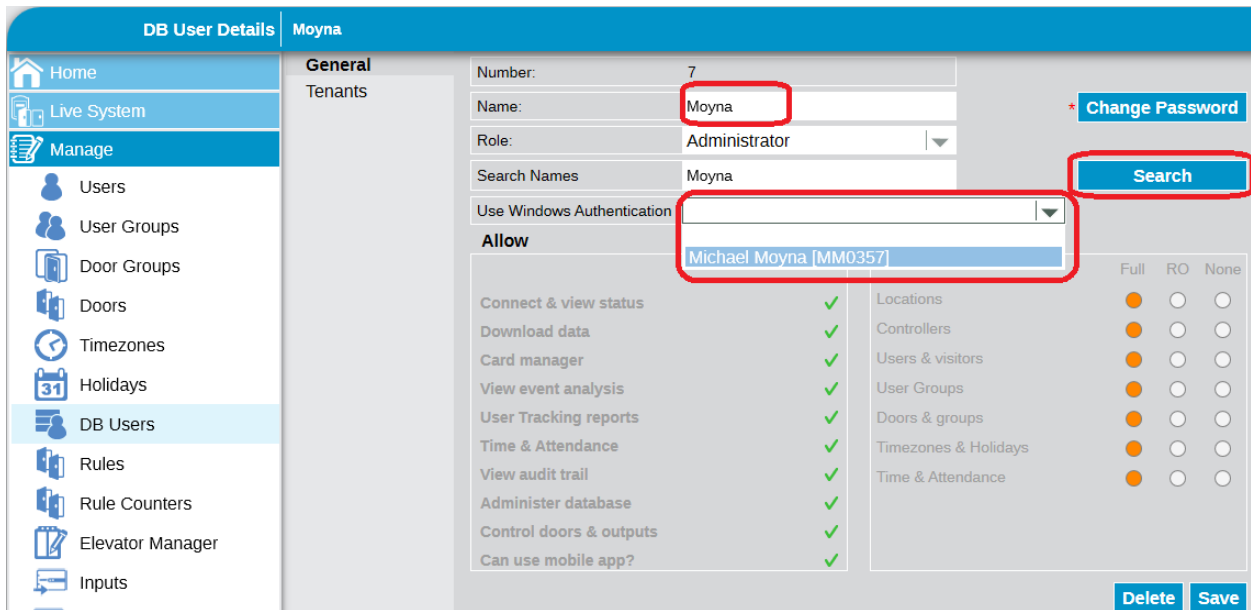 DB User Details Moyna
Home
Live System
Manage
Users
User Groups
Door Groups
Doors
Timezones
31 Holidays
DB Users
Rules
Rule Counters
Elevator Manager
Inputs
General
Tenants
Number: 7
Name: Moyna * Change Password
Role: Administrator
Search Names Moyna Search
Use Windows Authentication
Michael Moyna [MM0357]
Allow
Connect & view status
Download data
Card manager
View event analysis
User Tracking reports
Time & Attendance
View audit trail
Administer database
Control doors & outputs
Can use mobile app?
Full RO None
Locations
Controllers
Users & visitors
User Groups
Doors & groups
Timezones & Holidays
Time & Attendance
Delete Save